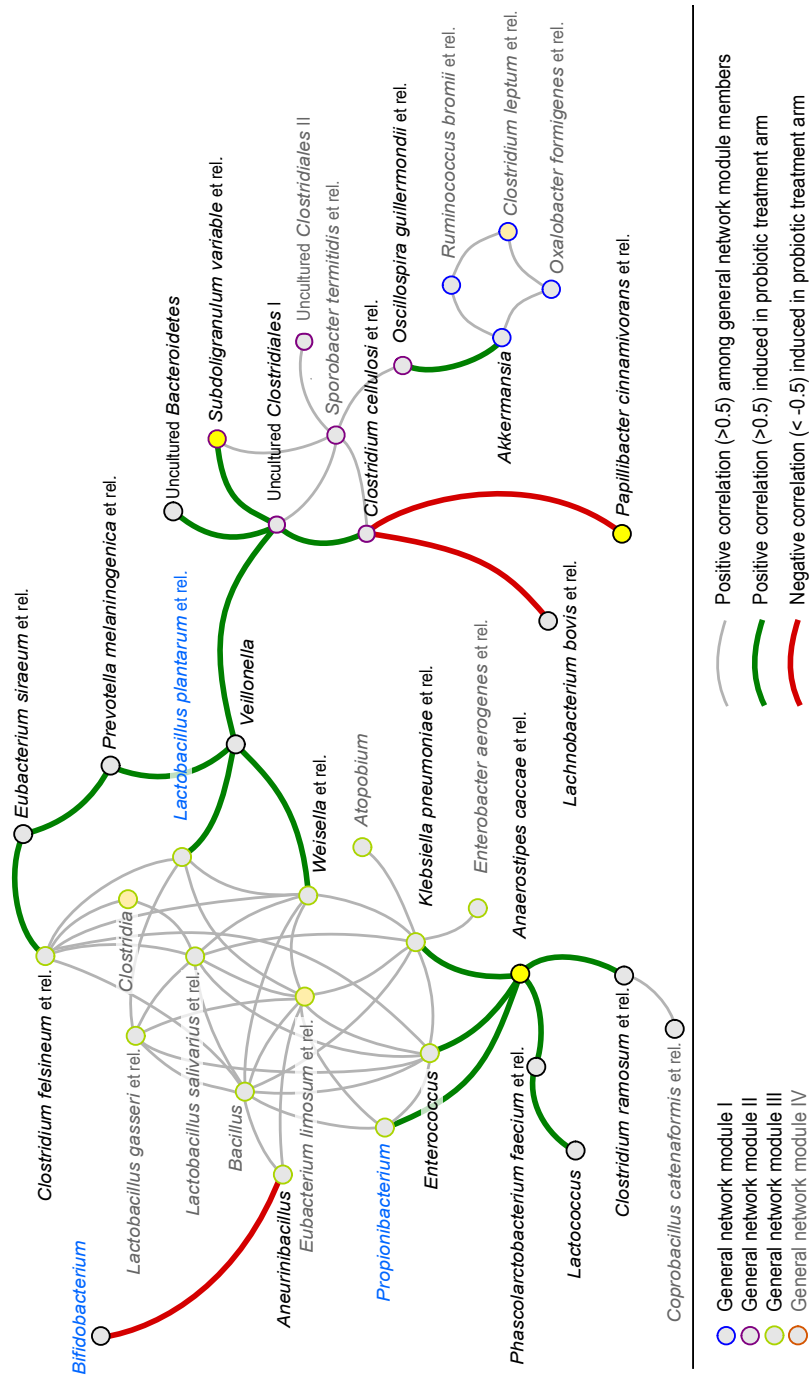 Bifidobacterium
Clostridium felsineum et rel.
Eubacterium siraeum et rel.
Prevotella melaninogenica et rel.
Uncultured Bacteroidetes
Subdoligranulum variable et rel.
Uncultured Clostridiales II
Lactobacillus gasseri et rel.
Clostridia
Lactobacillus plantarum et rel.
Uncultured Clostridiales I
Sporobacter termitidis et rel.
Lactobacillus salivarius et rel.
Veillonella
Clostridium cellulosi et rel.
Oscillospira guillermondii et rel.
Ruminococcus bromii et rel.
Clostridium leptum et rel.
Oxalobacter formigenes et rel.
Bacillus
Aneurinibacillus
Eubacterium limosum et rel.
Weisella et rel.
Atopobium
Akkermansia
Propionibacterium
Enterococcus
Klebsiella pneumoniae et rel.
Enterobacter aerogenes et rel.
Anaerostipes caccae et rel.
Lachnobacterium bovis et rel.
Papillibacter cinnamivorans et rel.
Phascolarctobacterium faecium et rel.
Lactococcus
Clostridium ramosum et rel.
Coprobacillus catenaformis et rel.
General network module I
General network module II
General network module III
General network module IV
Positive correlation (>0.5) among general network module members
Positive correlation (>0.5) induced in probiotic treatment arm
Negative correlation (< -0.5) induced in probiotic treatment arm